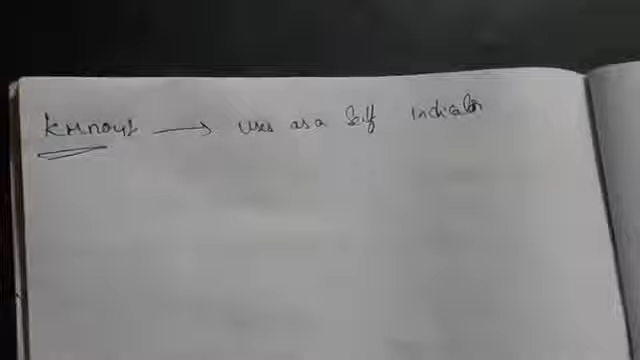 KMnO4 → uses as a Self indicator